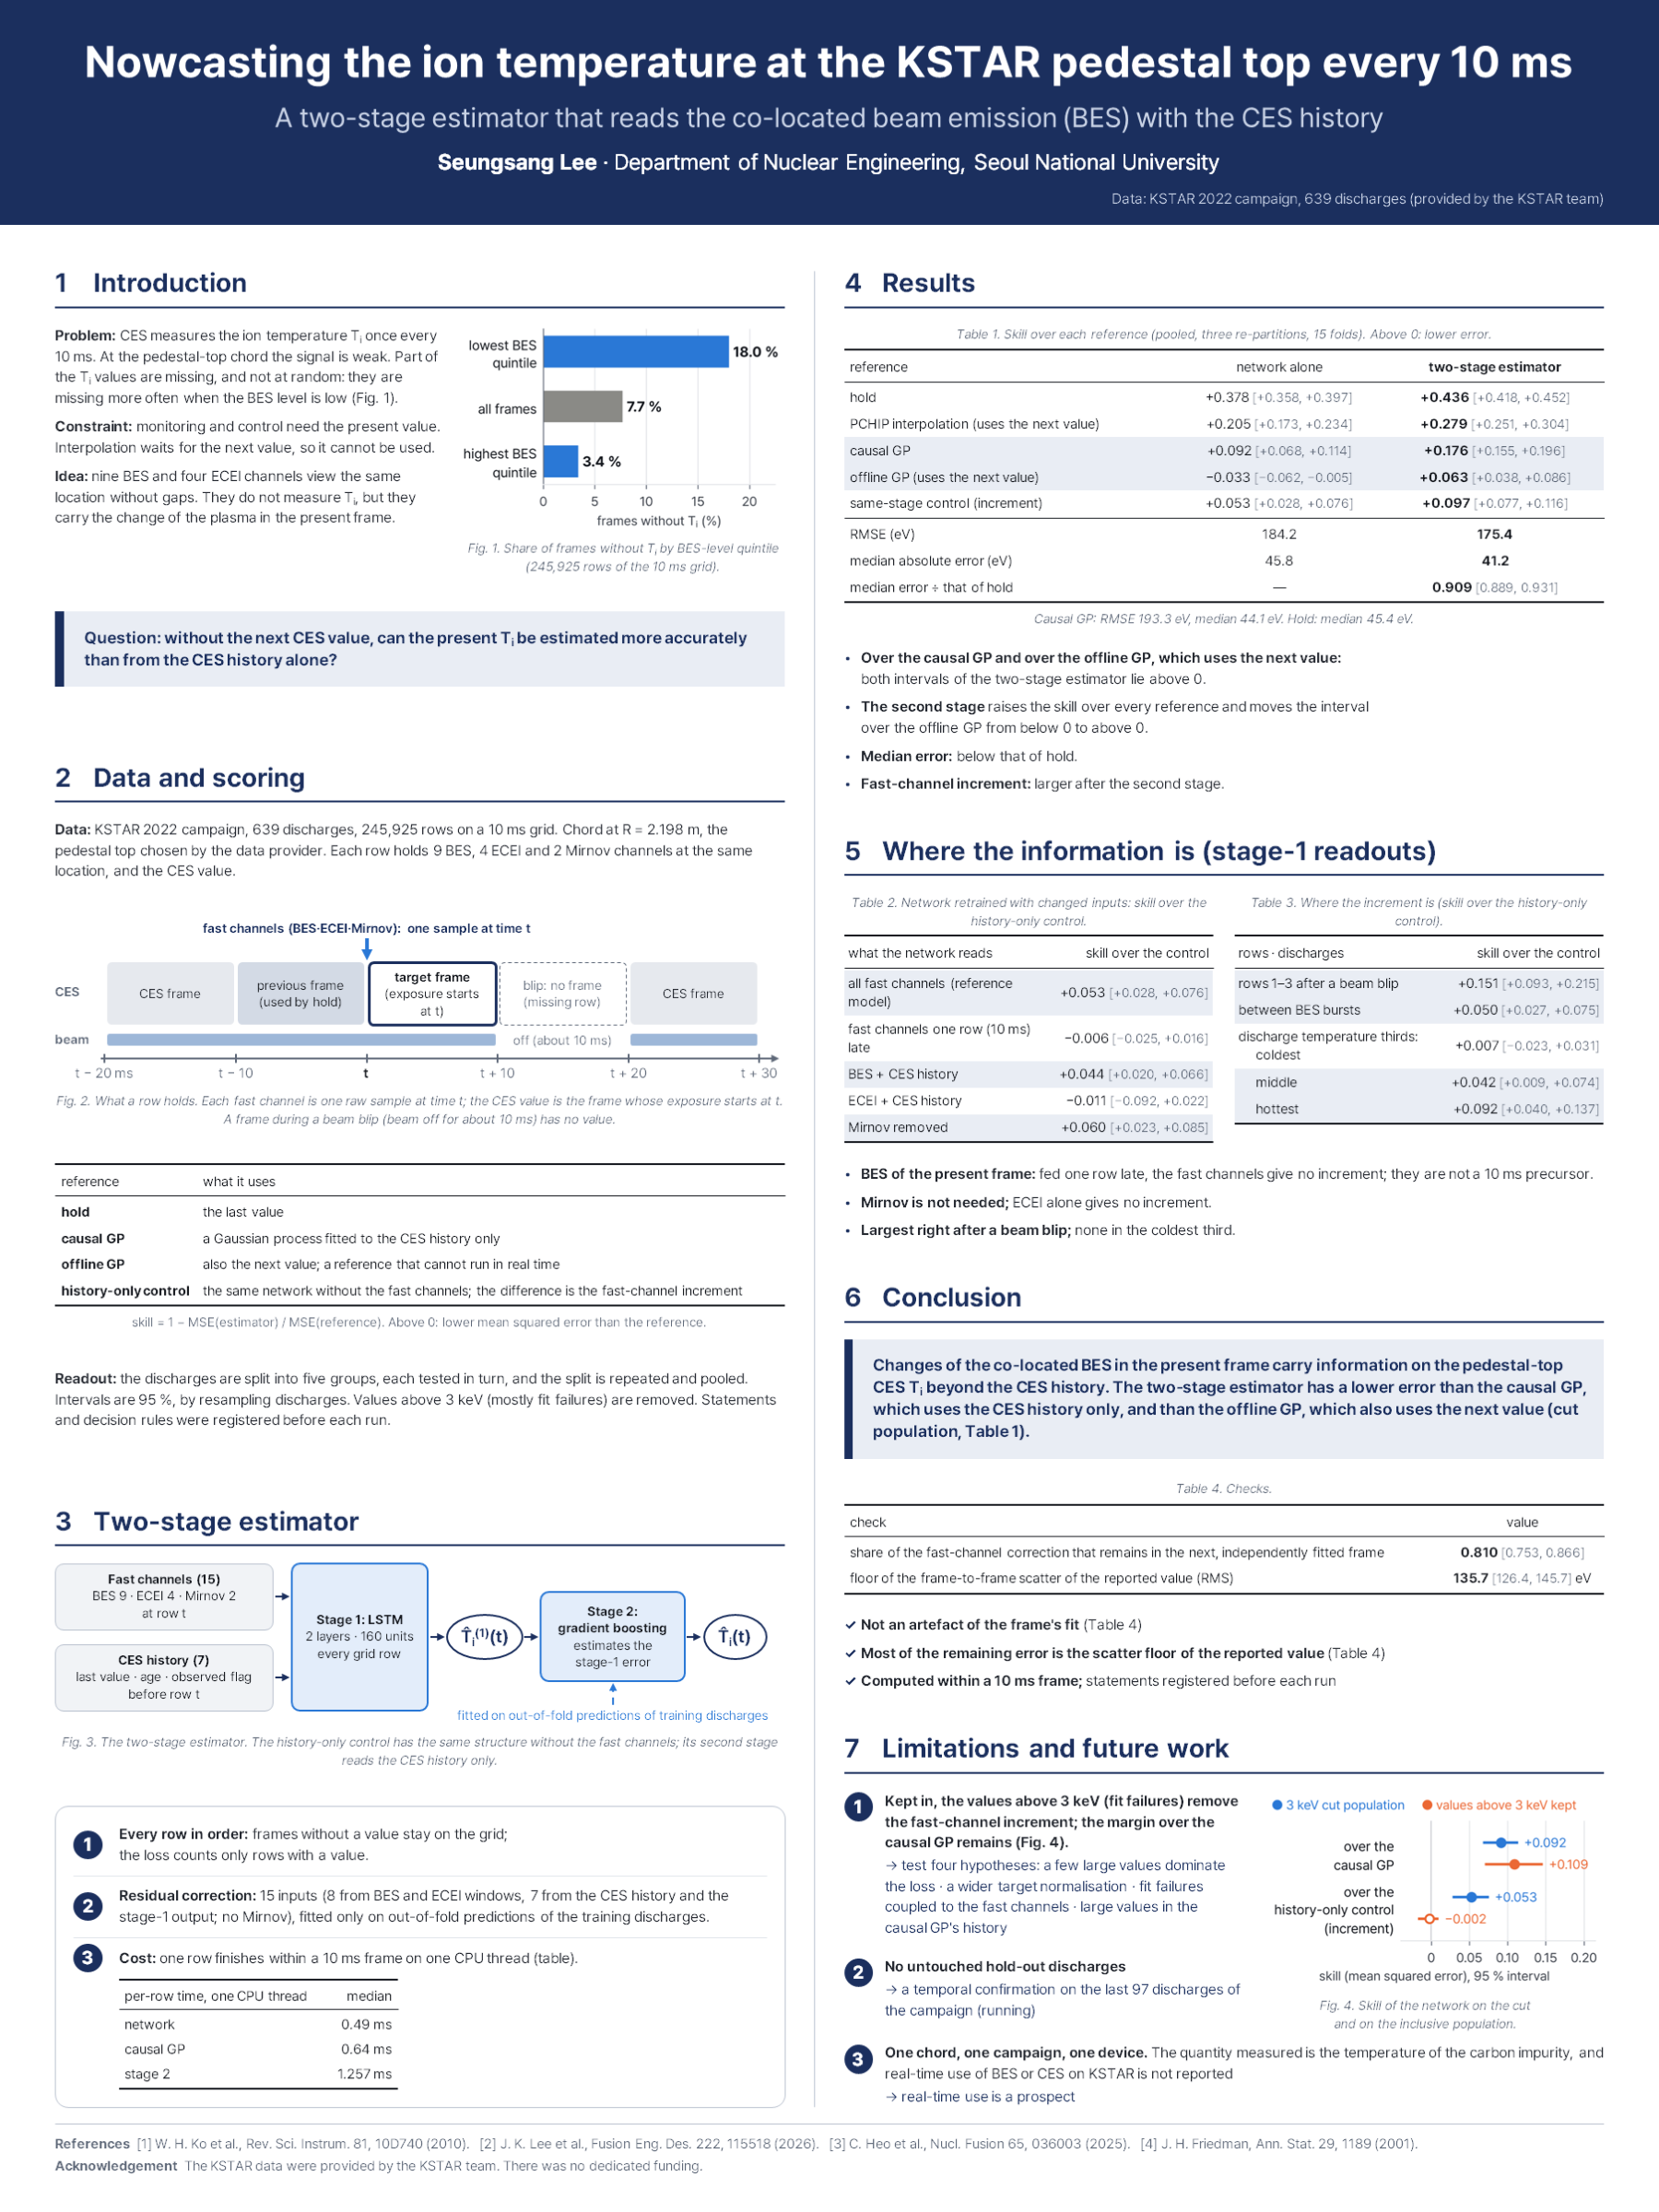 Nowcasting the ion temperature at the KSTAR pedestal top every 10 ms
A two-stage estimator that reads the co-located beam emission (BES) with the CES history
Seungsang Lee · Department of Nuclear Engineering, Seoul National University
Data: KSTAR 2022 campaign, 639 discharges (provided by the KSTAR team)
1 Introduction
Problem: CES measures the ion temperature Tᵢ once every
10 ms. At the pedestal-top chord the signal is weak. Part of
the Tᵢ values are missing, and not at random: they are
missing more often when the BES level is low (Fig. 1).
Constraint: monitoring and control need the present value.
Interpolation waits for the next value, so it cannot be used.
Idea: nine BES and four ECEI channels view the same
location without gaps. They do not measure Tᵢ, but they
carry the change of the plasma in the present frame.
lowest BES
quintile
18.0 %
all frames
7.7 %
highest BES
quintile
3.4 %
0 5 10 15 20
frames without Tᵢ (%)
Fig. 1. Share of frames without Tᵢ by BES-level quintile
(245,925 rows of the 10 ms grid).
Question: without the next CES value, can the present Tᵢ be estimated more accurately
than from the CES history alone?
2 Data and scoring
Data: KSTAR 2022 campaign, 639 discharges, 245,925 rows on a 10 ms grid. Chord at R = 2.198 m, the
pedestal top chosen by the data provider. Each row holds 9 BES, 4 ECEI and 2 Mirnov channels at the same
location, and the CES value.
fast channels (BES·ECEI·Mirnov): one sample at time t
CES
CES frame
previous frame
(used by hold)
target frame
(exposure starts
at t)
blip: no frame
(missing row)
CES frame
beam
off (about 10 ms)
t − 20 ms t − 10 t t + 10 t + 20 t + 30
Fig. 2. What a row holds. Each fast channel is one raw sample at time t; the CES value is the frame whose exposure starts at t.
A frame during a beam blip (beam off for about 10 ms) has no value.
reference what it uses
hold the last value
causal GP a Gaussian process fitted to the CES history only
offline GP also the next value; a reference that cannot run in real time
history-only control the same network without the fast channels; the difference is the fast-channel increment
skill = 1 − MSE(estimator) / MSE(reference). Above 0: lower mean squared error than the reference.
Readout: the discharges are split into five groups, each tested in turn, and the split is repeated and pooled.
Intervals are 95 %, by resampling discharges. Values above 3 keV (mostly fit failures) are removed. Statements
and decision rules were registered before each run.
3 Two-stage estimator
Fast channels (15)
BES 9 · ECEI 4 · Mirnov 2
at row t
CES history (7)
last value · age · observed flag
before row t
Stage 1: LSTM
2 layers · 160 units
every grid row
T̂ᵢ⁽¹⁾(t)
Stage 2:
gradient boosting
estimates the
stage-1 error
T̂ᵢ(t)
fitted on out-of-fold predictions of training discharges
Fig. 3. The two-stage estimator. The history-only control has the same structure without the fast channels; its second stage
reads the CES history only.
1 Every row in order: frames without a value stay on the grid;
the loss counts only rows with a value.
2 Residual correction: 15 inputs (8 from BES and ECEI windows, 7 from the CES history and the
stage-1 output; no Mirnov), fitted only on out-of-fold predictions of the training discharges.
3 Cost: one row finishes within a 10 ms frame on one CPU thread (table).
per-row time, one CPU thread median
network 0.49 ms
causal GP 0.64 ms
stage 2 1.257 ms
4 Results
Table 1. Skill over each reference (pooled, three re-partitions, 15 folds). Above 0: lower error.
reference network alone two-stage estimator
hold +0.378 [+0.358, +0.397] +0.436 [+0.418, +0.452]
PCHIP interpolation (uses the next value) +0.205 [+0.173, +0.234] +0.279 [+0.251, +0.304]
causal GP +0.092 [+0.068, +0.114] +0.176 [+0.155, +0.196]
offline GP (uses the next value) −0.033 [−0.062, −0.005] +0.063 [+0.038, +0.086]
same-stage control (increment) +0.053 [+0.028, +0.076] +0.097 [+0.077, +0.116]
RMSE (eV) 184.2 175.4
median absolute error (eV) 45.8 41.2
median error ÷ that of hold — 0.909 [0.889, 0.931]
Causal GP: RMSE 193.3 eV, median 44.1 eV. Hold: median 45.4 eV.
• Over the causal GP and over the offline GP, which uses the next value:
both intervals of the two-stage estimator lie above 0.
• The second stage raises the skill over every reference and moves the interval
over the offline GP from below 0 to above 0.
• Median error: below that of hold.
• Fast-channel increment: larger after the second stage.
5 Where the information is (stage-1 readouts)
Table 2. Network retrained with changed inputs: skill over the
history-only control.
what the network reads skill over the control
all fast channels (reference
model) +0.053 [+0.028, +0.076]
fast channels one row (10 ms)
late −0.006 [−0.025, +0.016]
BES + CES history +0.044 [+0.020, +0.066]
ECEI + CES history −0.011 [−0.092, +0.022]
Mirnov removed +0.060 [+0.023, +0.085]
Table 3. Where the increment is (skill over the history-only
control).
rows · discharges skill over the control
rows 1–3 after a beam blip +0.151 [+0.093, +0.215]
between BES bursts +0.050 [+0.027, +0.075]
discharge temperature thirds:
coldest +0.007 [−0.023, +0.031]
middle +0.042 [+0.009, +0.074]
hottest +0.092 [+0.040, +0.137]
• BES of the present frame: fed one row late, the fast channels give no increment; they are not a 10 ms precursor.
• Mirnov is not needed; ECEI alone gives no increment.
• Largest right after a beam blip; none in the coldest third.
6 Conclusion
Changes of the co-located BES in the present frame carry information on the pedestal-top
CES Tᵢ beyond the CES history. The two-stage estimator has a lower error than the causal GP,
which uses the CES history only, and than the offline GP, which also uses the next value (cut
population, Table 1).
Table 4. Checks.
check value
share of the fast-channel correction that remains in the next, independently fitted frame 0.810 [0.753, 0.866]
floor of the frame-to-frame scatter of the reported value (RMS) 135.7 [126.4, 145.7] eV
✓ Not an artefact of the frame's fit (Table 4)
✓ Most of the remaining error is the scatter floor of the reported value (Table 4)
✓ Computed within a 10 ms frame; statements registered before each run
7 Limitations and future work
1 Kept in, the values above 3 keV (fit failures) remove
the fast-channel increment; the margin over the
causal GP remains (Fig. 4).
→ test four hypotheses: a few large values dominate
the loss · a wider target normalisation · fit failures
coupled to the fast channels · large values in the
causal GP's history
2 No untouched hold-out discharges
→ a temporal confirmation on the last 97 discharges of
the campaign (running)
3 keV cut population values above 3 keV kept
over the
causal GP
+0.092
+0.109
over the
history-only control
(increment)
+0.053
−0.002
0 0.05 0.10 0.15 0.20
skill (mean squared error), 95 % interval
Fig. 4. Skill of the network on the cut
and on the inclusive population.
3 One chord, one campaign, one device. The quantity measured is the temperature of the carbon impurity, and
real-time use of BES or CES on KSTAR is not reported
→ real-time use is a prospect
References [1] W. H. Ko et al., Rev. Sci. Instrum. 81, 10D740 (2010). [2] J. K. Lee et al., Fusion Eng. Des. 222, 115518 (2026). [3] C. Heo et al., Nucl. Fusion 65, 036003 (2025). [4] J. H. Friedman, Ann. Stat. 29, 1189 (2001).
Acknowledgement The KSTAR data were provided by the KSTAR team. There was no dedicated funding.